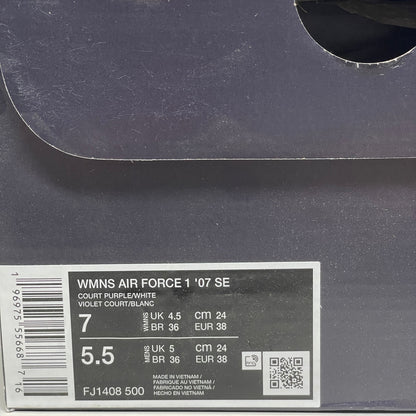 WMNS AIR FORCE 1 '07 SE
COURT PURPLE/WHITE
VIOLET COURT/BLANC
7 WMNS UK 4.5 cm 24
BR 36 EUR 38
5.5 MENS UK 5 cm 24
BR 36 EUR 38
FJ1408 500
MADE IN VIETNAM /
FABRIQUE AU VIETNAM /
FABRICADO NO VIETNÃ /
HECHO EN VIETNAM
1 96975 55668 7 16